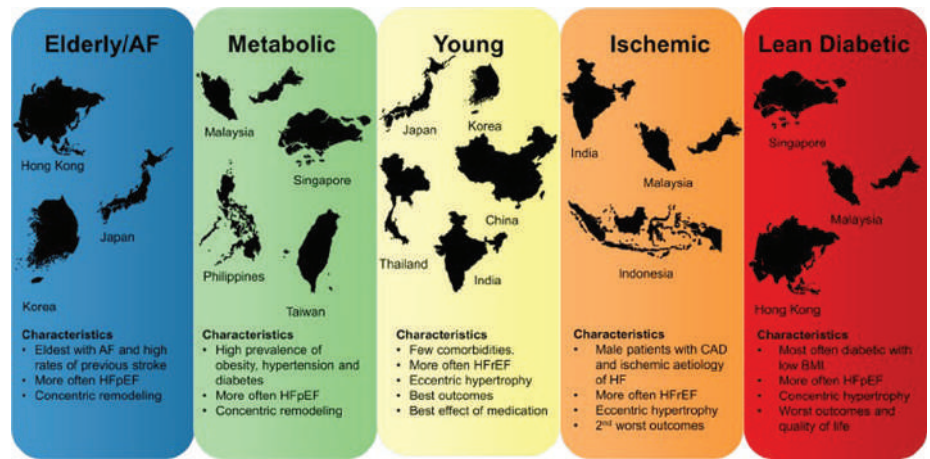 Elderly/AF
Hong Kong
Japan
Korea
Characteristics
• Eldest with AF and high
rates of previous stroke
• More often HFpEF
• Concentric remodeling
Metabolic
Malaysia
Singapore
Philippines
Taiwan
Characteristics
• High prevalence of
obesity, hypertension and
diabetes
• More often HFpEF
• Concentric remodeling
Young
Japan
Korea
China
Thailand
India
Characteristics
• Few comorbidities.
• More often HFrEF
• Eccentric hypertrophy
• Best outcomes
• Best effect of medication
Ischemic
India
Malaysia
Indonesia
Characteristics
• Male patients with CAD
and ischemic aetiology
of HF
• More often HFrEF
• Eccentric hypertrophy
• 2nd worst outcomes
Lean Diabetic
Singapore
Malaysia
Hong Kong
Characteristics
• Most often diabetic with
low BMI.
• More often HFpEF
• Concentric hypertrophy
• Worst outcomes and
quality of life